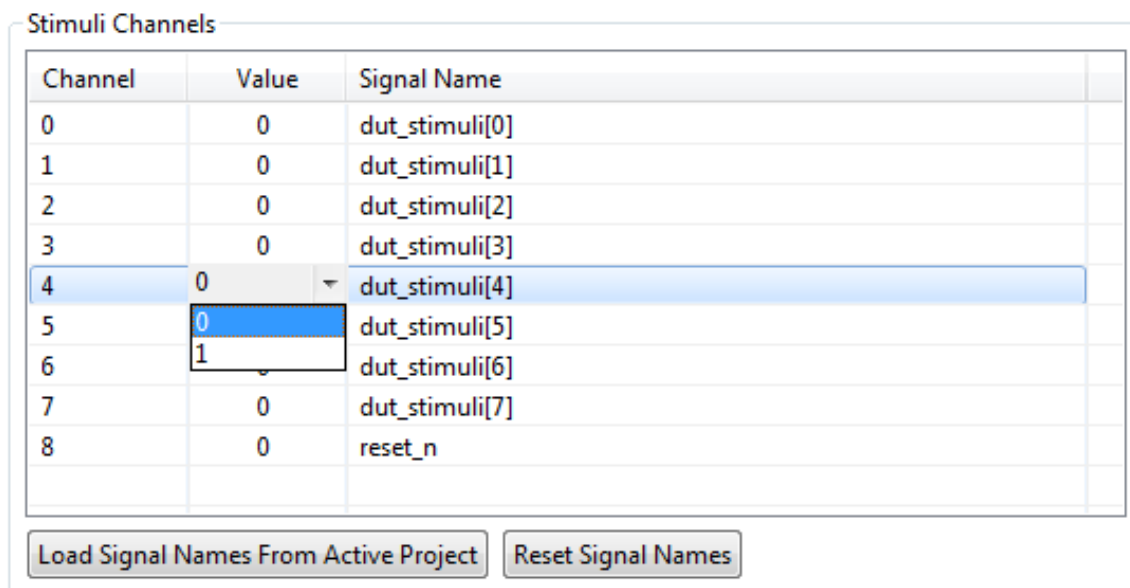 Stimuli Channels
Channel Value Signal Name
0 0 dut_stimuli[0]
1 0 dut_stimuli[1]
2 0 dut_stimuli[2]
3 0 dut_stimuli[3]
4 0 dut_stimuli[4]
5 0 dut_stimuli[5]
1
6 dut_stimuli[6]
7 0 dut_stimuli[7]
8 0 reset_n
Load Signal Names From Active Project Reset Signal Names